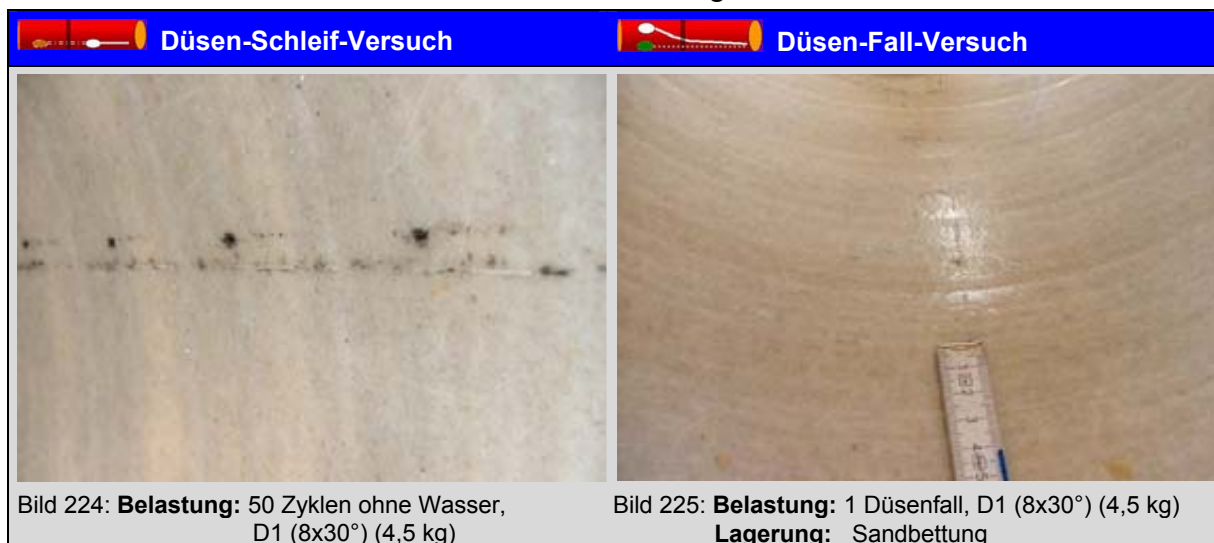 Düsen-Schleif-Versuch
Düsen-Fall-Versuch
Bild 224: Belastung: 50 Zyklen ohne Wasser,
D1 (8x30°) (4,5 kg)
Bild 225: Belastung: 1 Düsenfall, D1 (8x30°) (4,5 kg)
Lagerung: Sandbettung